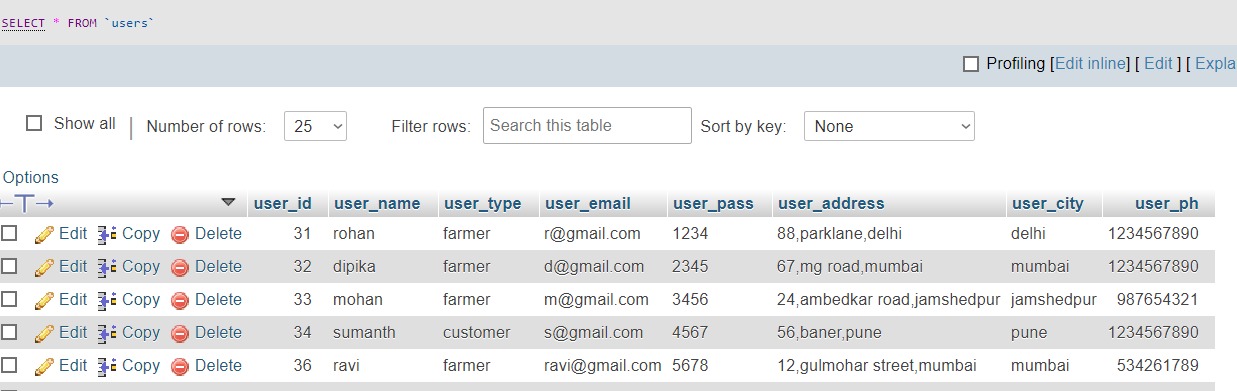 SELECT * FROM `users`
Profiling [Edit inline] [ Edit ] [ Expla
Show all | Number of rows: 25 Filter rows: Search this table Sort by key: None
Options
user_id user_name user_type user_email user_pass user_address user_city user_ph
Edit Copy Delete 31 rohan farmer r@gmail.com 1234 88,parklane,delhi delhi 1234567890
Edit Copy Delete 32 dipika farmer d@gmail.com 2345 67,mg road,mumbai mumbai 1234567890
Edit Copy Delete 33 mohan farmer m@gmail.com 3456 24,ambedkar road,jamshedpur jamshedpur 987654321
Edit Copy Delete 34 sumanth customer s@gmail.com 4567 56,baner,pune pune 1234567890
Edit Copy Delete 36 ravi farmer ravi@gmail.com 5678 12,gulmohar street,mumbai mumbai 534261789